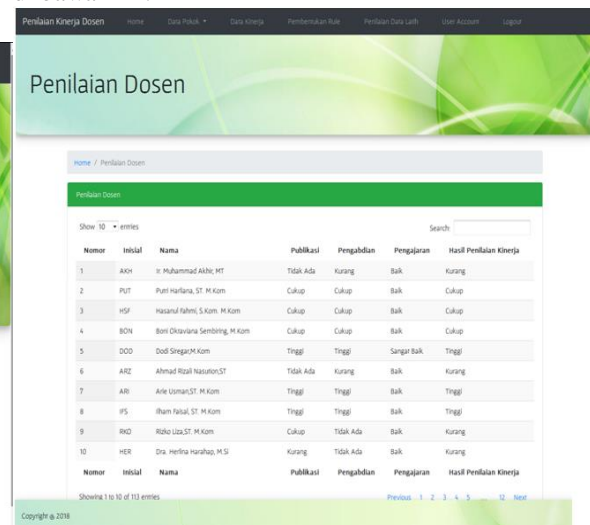 Penilaian Kinerja Dosen Home Data Pokok Data Kinerja Pembentukan Rule Penilaian Data Latih User Account Logout
Penilaian Dosen
Home / Penilaian Dosen
Penilaian Dosen
Show 10 entries Search:
Nomor Inisial Nama Publikasi Pengabdian Pengajaran Hasil Penilaian Kinerja
1 AKH Ir. Muhammad Akhir, MT Tidak Ada Kurang Baik Kurang
2 PUT Putri Harliana, ST. M.Kom Cukup Cukup Baik Cukup
3 HSF Hasanul Fahmi, S.Kom. M.Kom Cukup Cukup Baik Cukup
4 BON Boni Oktaviana Sembiring, M.Kom Cukup Cukup Baik Cukup
5 DOD Dodi Siregar,M.Kom Tinggi Tinggi Sangat Baik Tinggi
6 ARZ Ahmad Rizali Nasution,ST Tidak Ada Kurang Baik Kurang
7 ARI Arie Usman,ST. M.Kom Tinggi Tinggi Baik Tinggi
8 IFS Ilham Faisal, ST. M.Kom Tinggi Tinggi Baik Tinggi
9 RKO Rizko Liza,ST. M.Kom Cukup Tidak Ada Baik Kurang
10 HER Dra. Herlina Harahap, M.Si Kurang Tidak Ada Baik Kurang
Nomor Inisial Nama Publikasi Pengabdian Pengajaran Hasil Penilaian Kinerja
Showing 1 to 10 of 113 entries Previous 1 2 3 4 5 … 12 Next
Copyright @ 2018